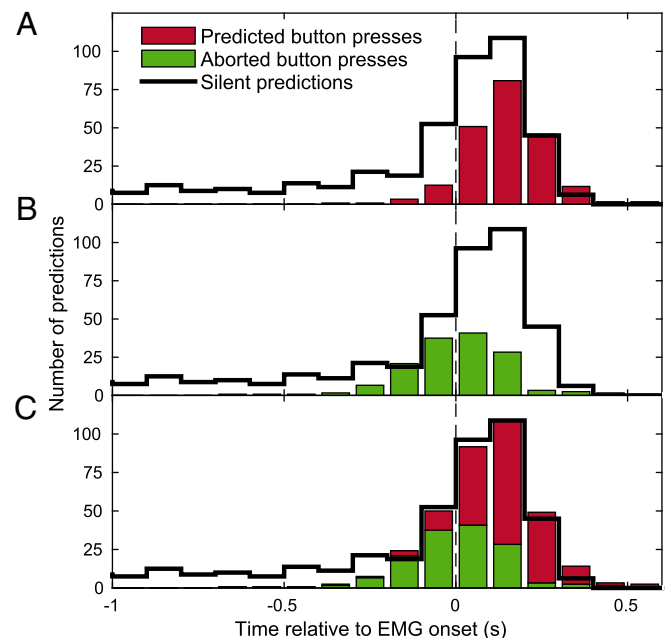 A
Predicted button presses
Aborted button presses
Silent predictions
100
75
50
25
0
B
100
75
50
25
0
C
100
75
50
25
0
Number of predictions
-1
-0.5
0
0.5
Time relative to EMG onset (s)